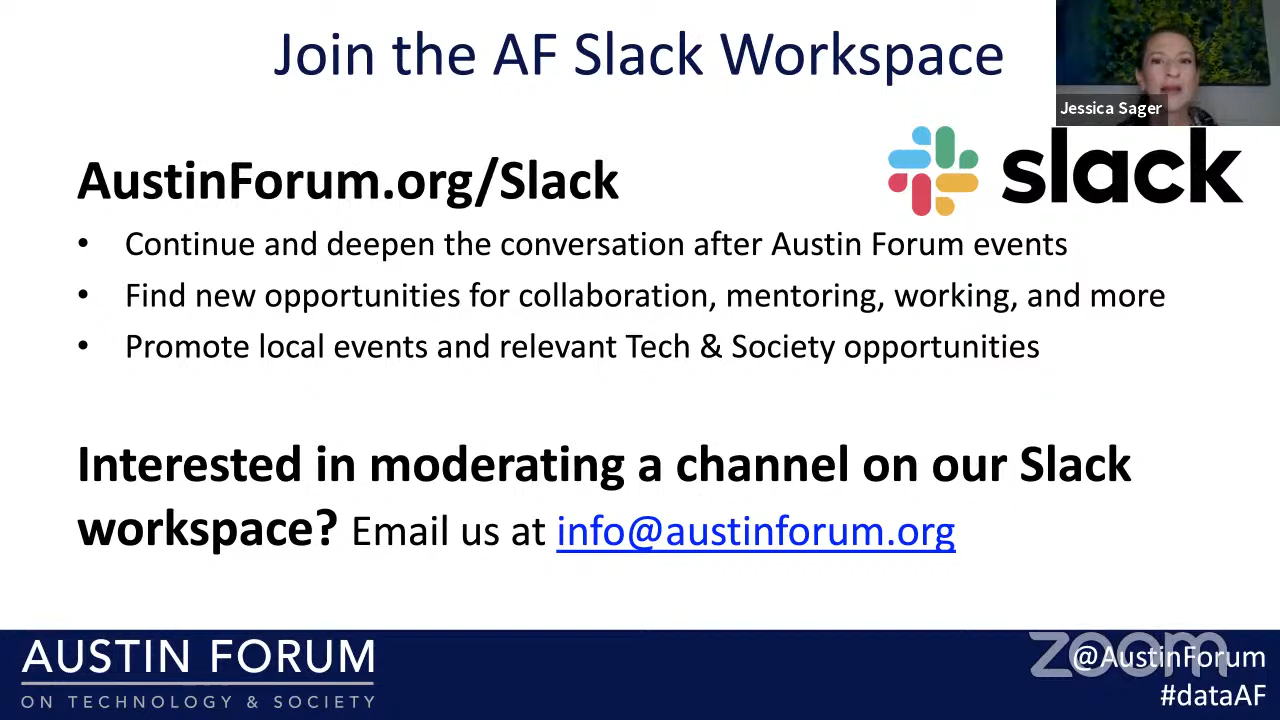 Join the AF Slack Workspace
Jessica Sager
slack
AustinForum.org/Slack
• Continue and deepen the conversation after Austin Forum events
• Find new opportunities for collaboration, mentoring, working, and more
• Promote local events and relevant Tech & Society opportunities
Interested in moderating a channel on our Slack
workspace? Email us at info@austinforum.org
AUSTIN FORUM
ON TECHNOLOGY & SOCIETY
zoom
@AustinForum
#dataAF